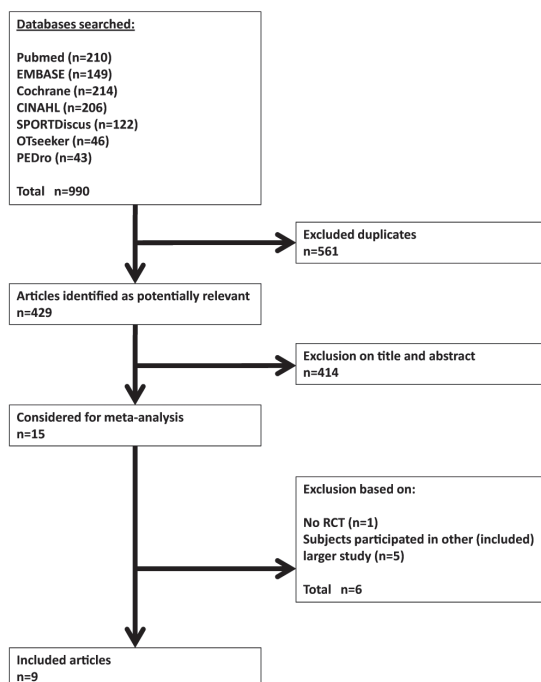 Databases searched:
Pubmed (n=210)
EMBASE (n=149)
Cochrane (n=214)
CINAHL (n=206)
SPORTDiscus (n=122)
OTseeker (n=46)
PEDro (n=43)
Total n=990
Excluded duplicates
n=561
Articles identified as potentially relevant
n=429
Exclusion on title and abstract
n=414
Considered for meta-analysis
n=15
Exclusion based on:
No RCT (n=1)
Subjects participated in other (included)
larger study (n=5)
Total n=6
Included articles
n=9